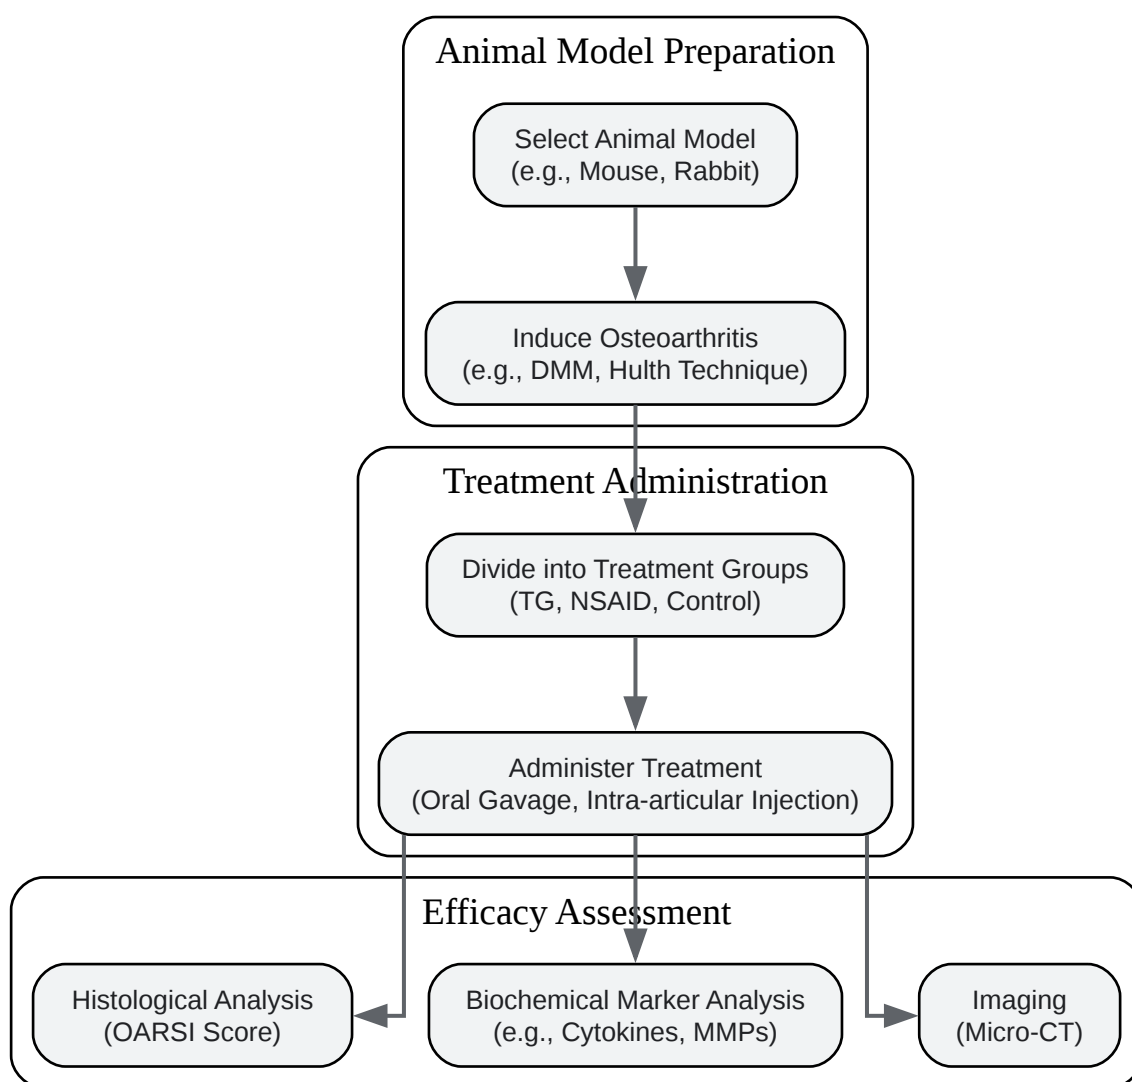 Animal Model Preparation
Select Animal Model
(e.g., Mouse, Rabbit)
Induce Osteoarthritis
(e.g., DMM, Hulth Technique)
Treatment Administration
Divide into Treatment Groups
(TG, NSAID, Control)
Administer Treatment
(Oral Gavage, Intra-articular Injection)
Efficacy Assessment
Histological Analysis
(OARSI Score)
Biochemical Marker Analysis
(e.g., Cytokines, MMPs)
Imaging
(Micro-CT)